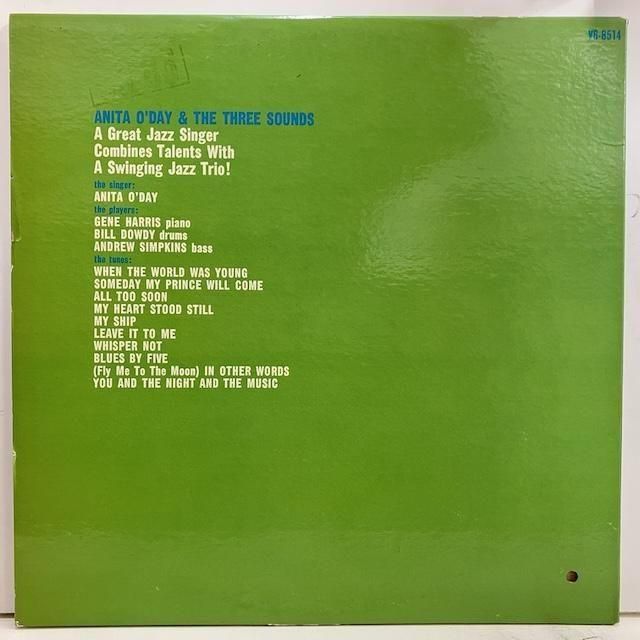 V6-8514
ANITA O'DAY & THE THREE SOUNDS
A Great Jazz Singer
Combines Talents With
A Swinging Jazz Trio!
the singer:
ANITA O'DAY
the players:
GENE HARRIS piano
BILL DOWDY drums
ANDREW SIMPKINS bass
the tunes:
WHEN THE WORLD WAS YOUNG
SOMEDAY MY PRINCE WILL COME
ALL TOO SOON
MY HEART STOOD STILL
MY SHIP
LEAVE IT TO ME
WHISPER NOT
BLUES BY FIVE
(Fly Me To The Moon) IN OTHER WORDS
YOU AND THE NIGHT AND THE MUSIC